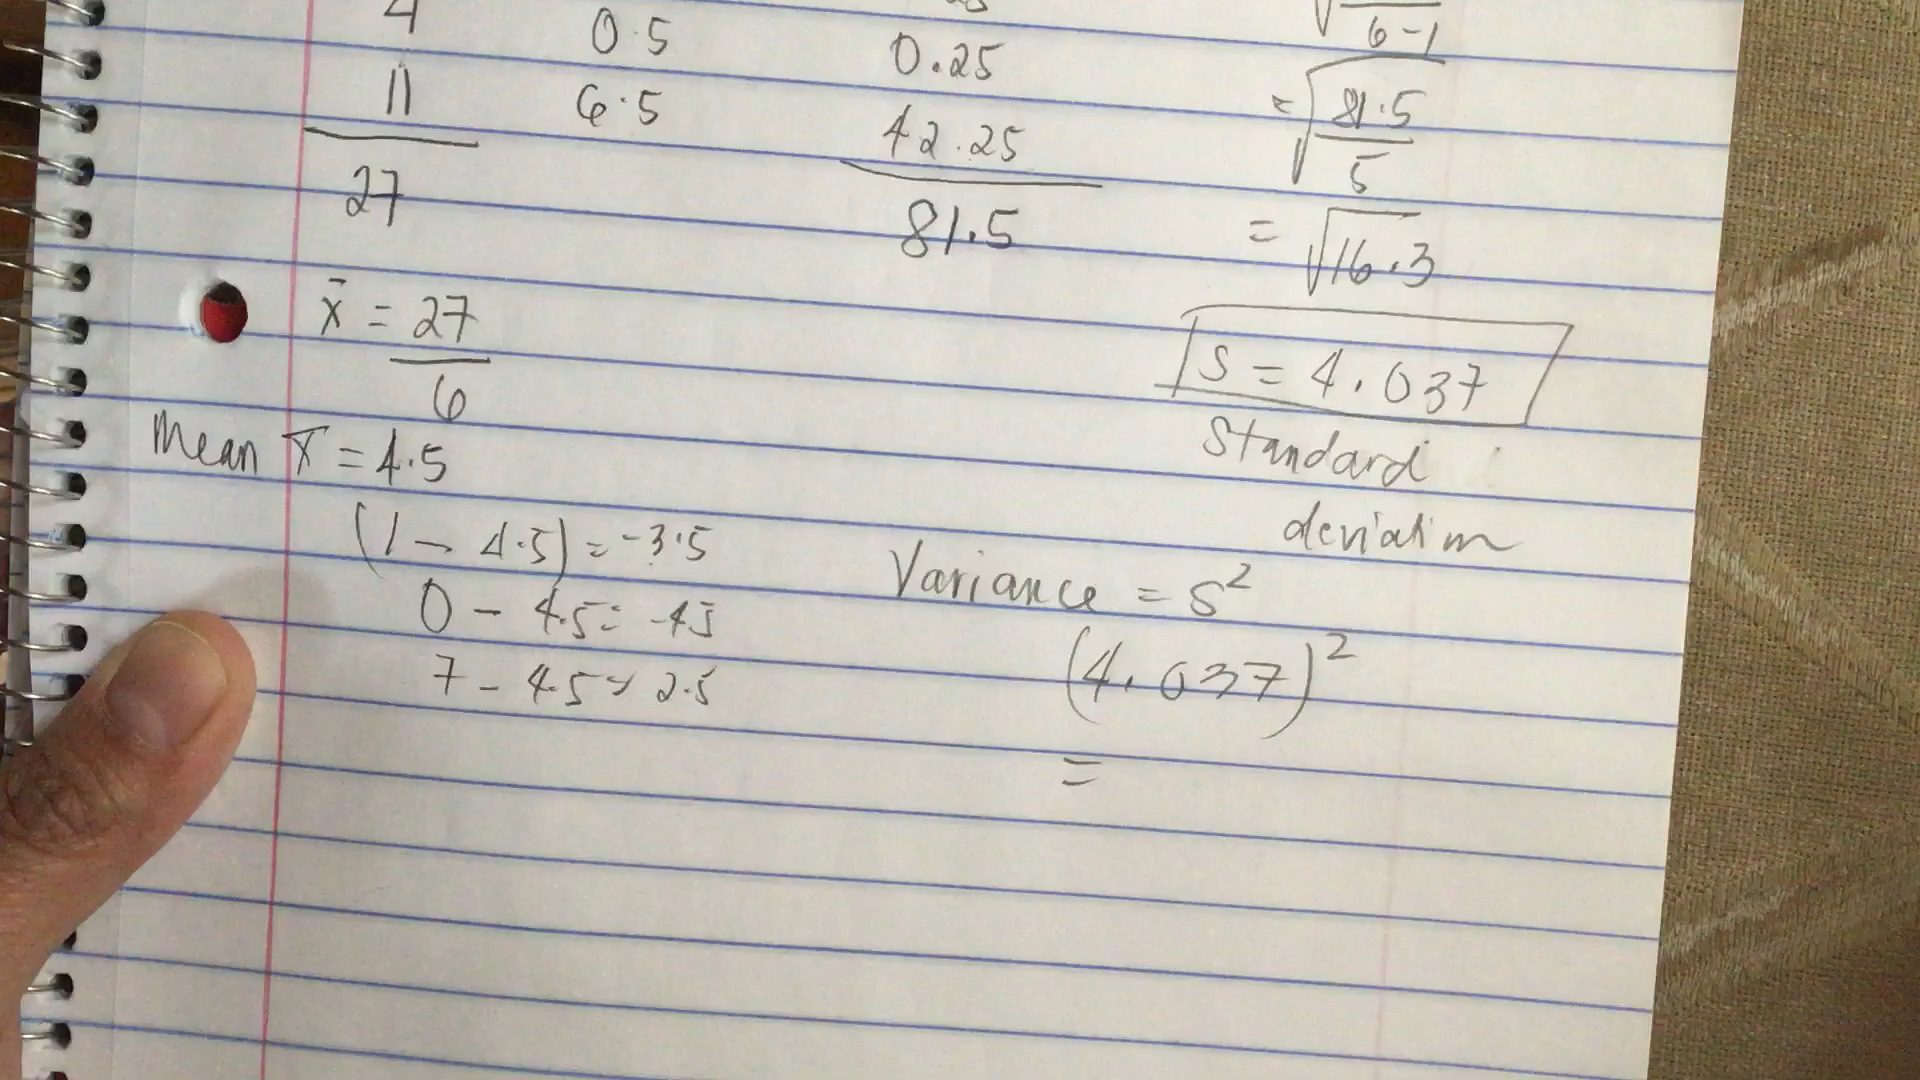 4 0.5 0.25
11 6.5 42.25
27 81.5
x̄ = 27
6
Mean x̄ = 4.5
(1 - 4.5) = -3.5
0 - 4.5 = -4.5
7 - 4.5 = 2.5
√ 6-1
= √81.5
5
= √16.3
S = 4.037
Standard
deviation
Variance = S²
(4.037)²
=